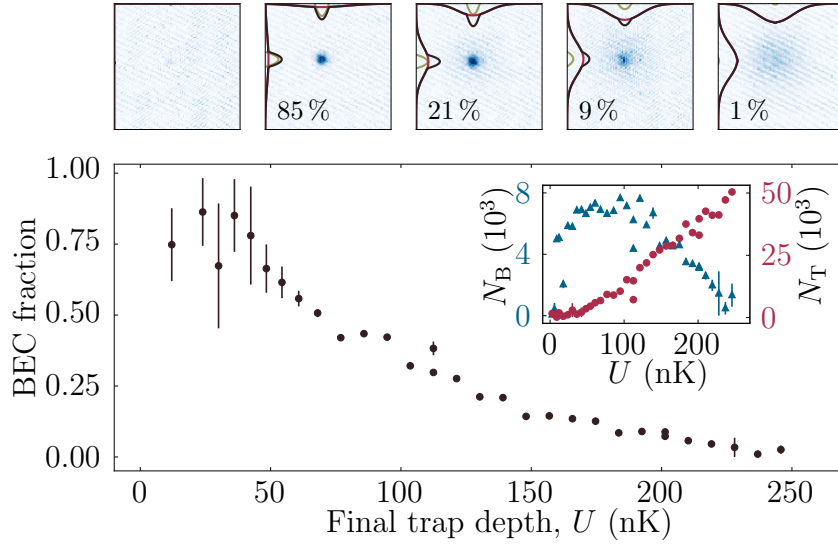 85 % 21 % 9 % 1 %
BEC fraction
1.00
0.75
0.50
0.25
0.00
0 50 100 150 200 250
Final trap depth, U (nK)
N_B (10^3)
8
4
0
50
25
0
N_T (10^3)
0 100 200
U (nK)